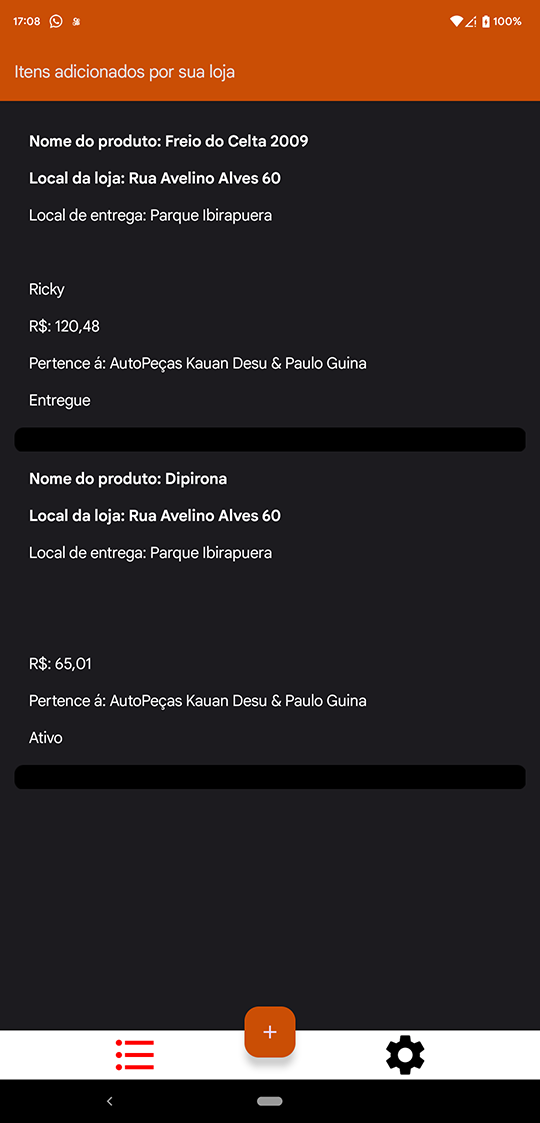 17:08
100%
Itens adicionados por sua loja
Nome do produto: Freio do Celta 2009
Local da loja: Rua Avelino Alves 60
Local de entrega: Parque Ibirapuera
Ricky
R$: 120,48
Pertence á: AutoPeças Kauan Desu & Paulo Guina
Entregue
Nome do produto: Dipirona
Local da loja: Rua Avelino Alves 60
Local de entrega: Parque Ibirapuera
R$: 65,01
Pertence á: AutoPeças Kauan Desu & Paulo Guina
Ativo